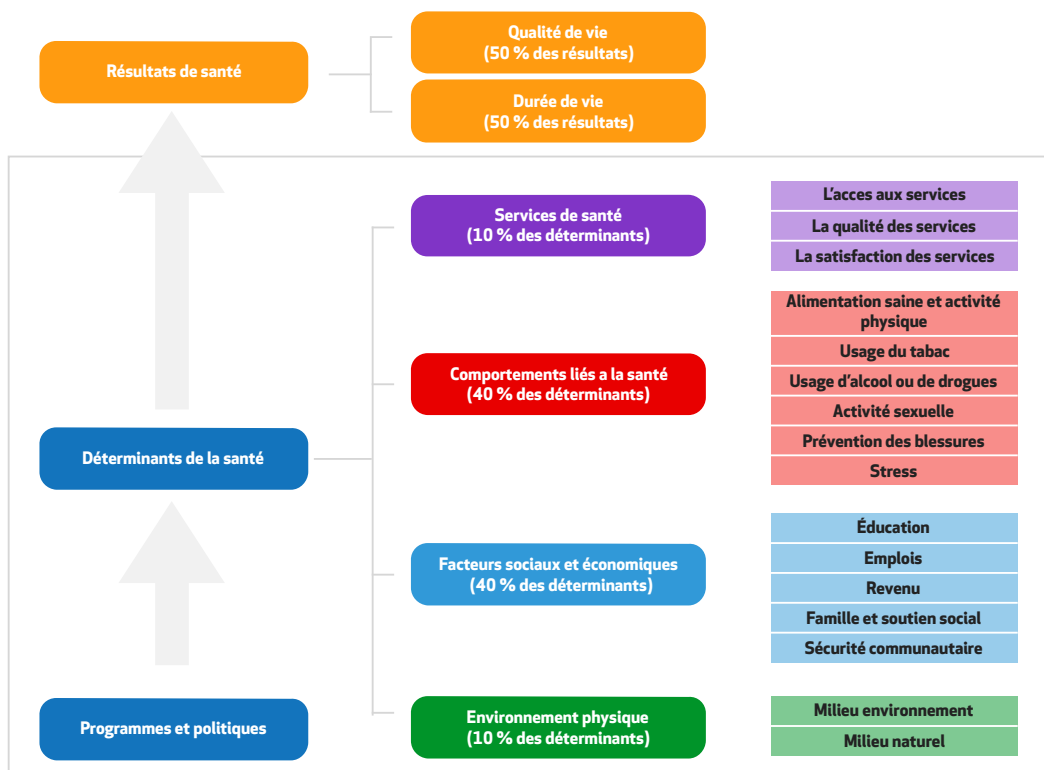 Résultats de santé
Qualité de vie
(50 % des résultats)
Durée de vie
(50 % des résultats)
Services de santé
(10 % des déterminants)
L'acces aux services
La qualité des services
La satisfaction des services
Comportements liés a la santé
(40 % des déterminants)
Alimentation saine et activité
physique
Usage du tabac
Usage d'alcool ou de drogues
Activité sexuelle
Prévention des blessures
Stress
Déterminants de la santé
Facteurs sociaux et économiques
(40 % des déterminants)
Éducation
Emplois
Revenu
Famille et soutien social
Sécurité communautaire
Programmes et politiques
Environnement physique
(10 % des déterminants)
Milieu environnement
Milieu naturel